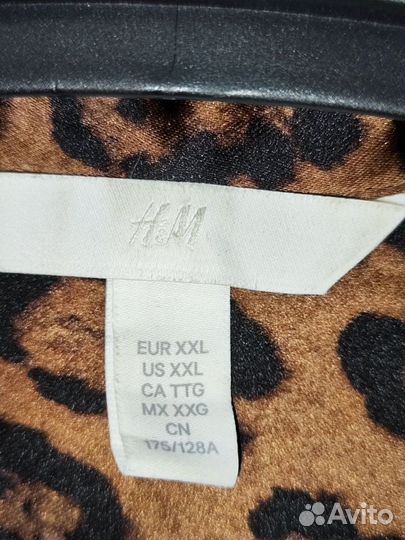 H&M
EUR XXL
US XXL
CA TTG
MX XXG
CN
175/128A
Avito